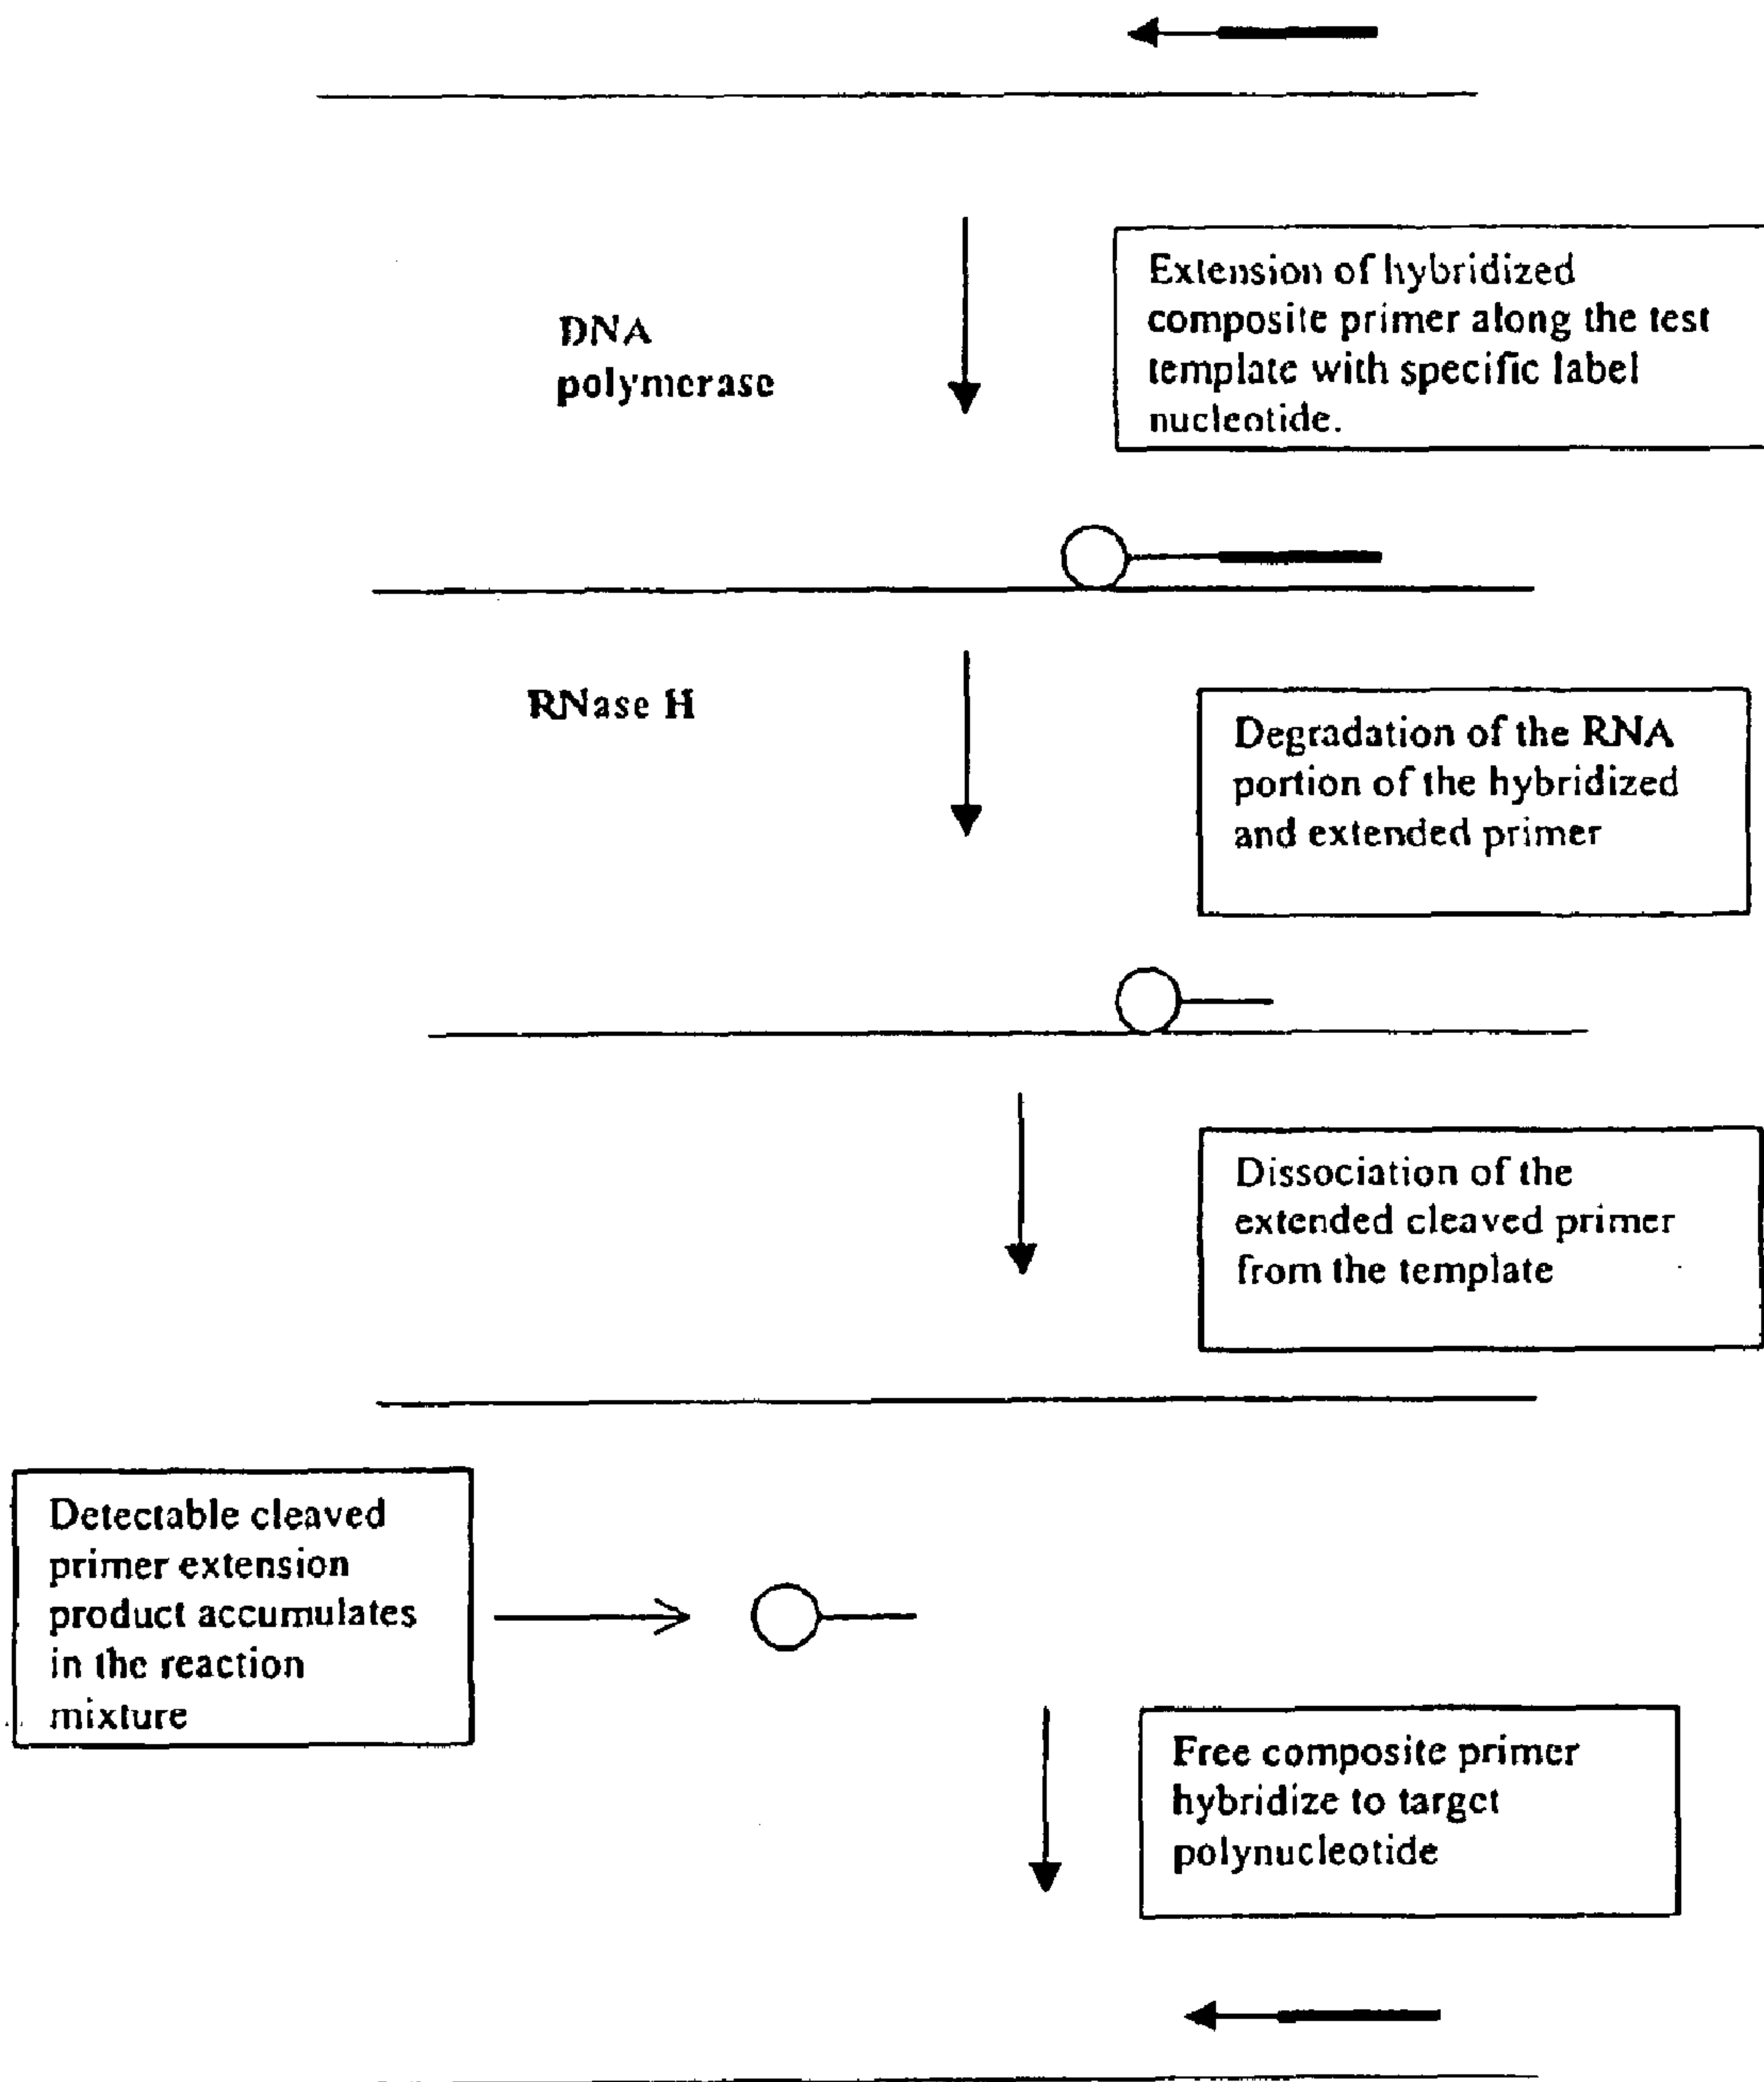 DNA
polymerase
Extension of hybridized
composite primer along the test
template with specific label
nucleotide.
RNase H
Degradation of the RNA
portion of the hybridized
and extended primer
Dissociation of the
extended cleaved primer
from the template
Detectable cleaved
primer extension
product accumulates
in the reaction
mixture
Free composite primer
hybridize to target
polynucleotide